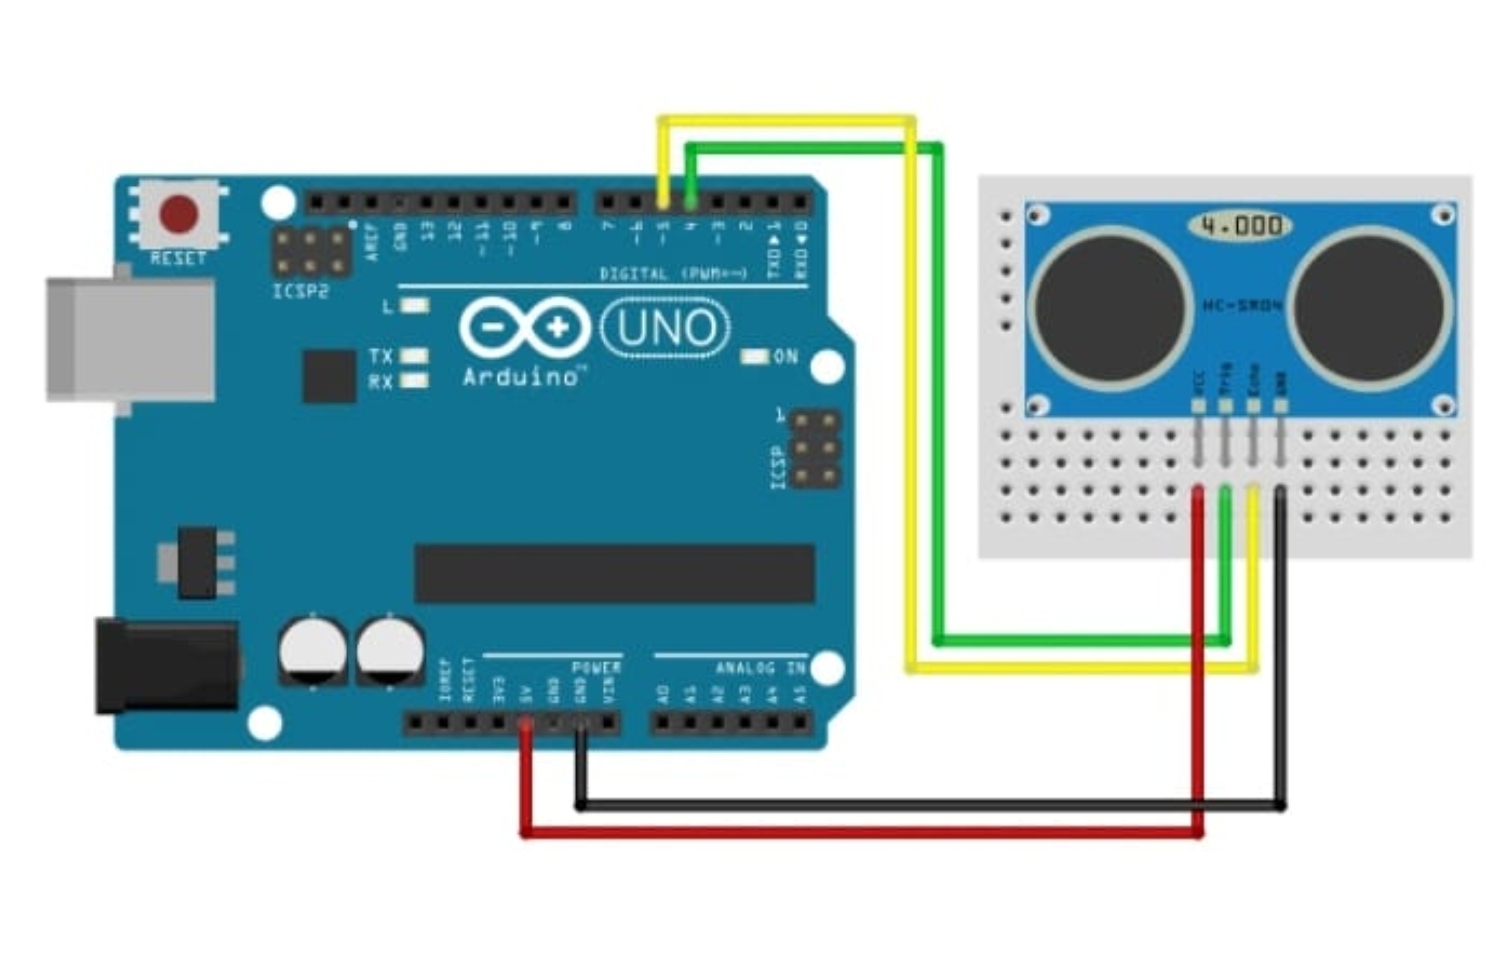 RESET
ICSP2
AREF
GND
13
12
~11
~10
~9
8
7
~6
~5
4
~3
2
TXD▶1
RXD◀0
DIGITAL (PWM~)
L
TX
RX
UNO
Arduino™
ON
1
ICSP
POWER
ANALOG IN
IOREF
RESET
3V3
5V
GND
GND
VIN
A0
A1
A2
A3
A4
A5
4.000
HC-SR04
VCC
Trig
Echo
GND